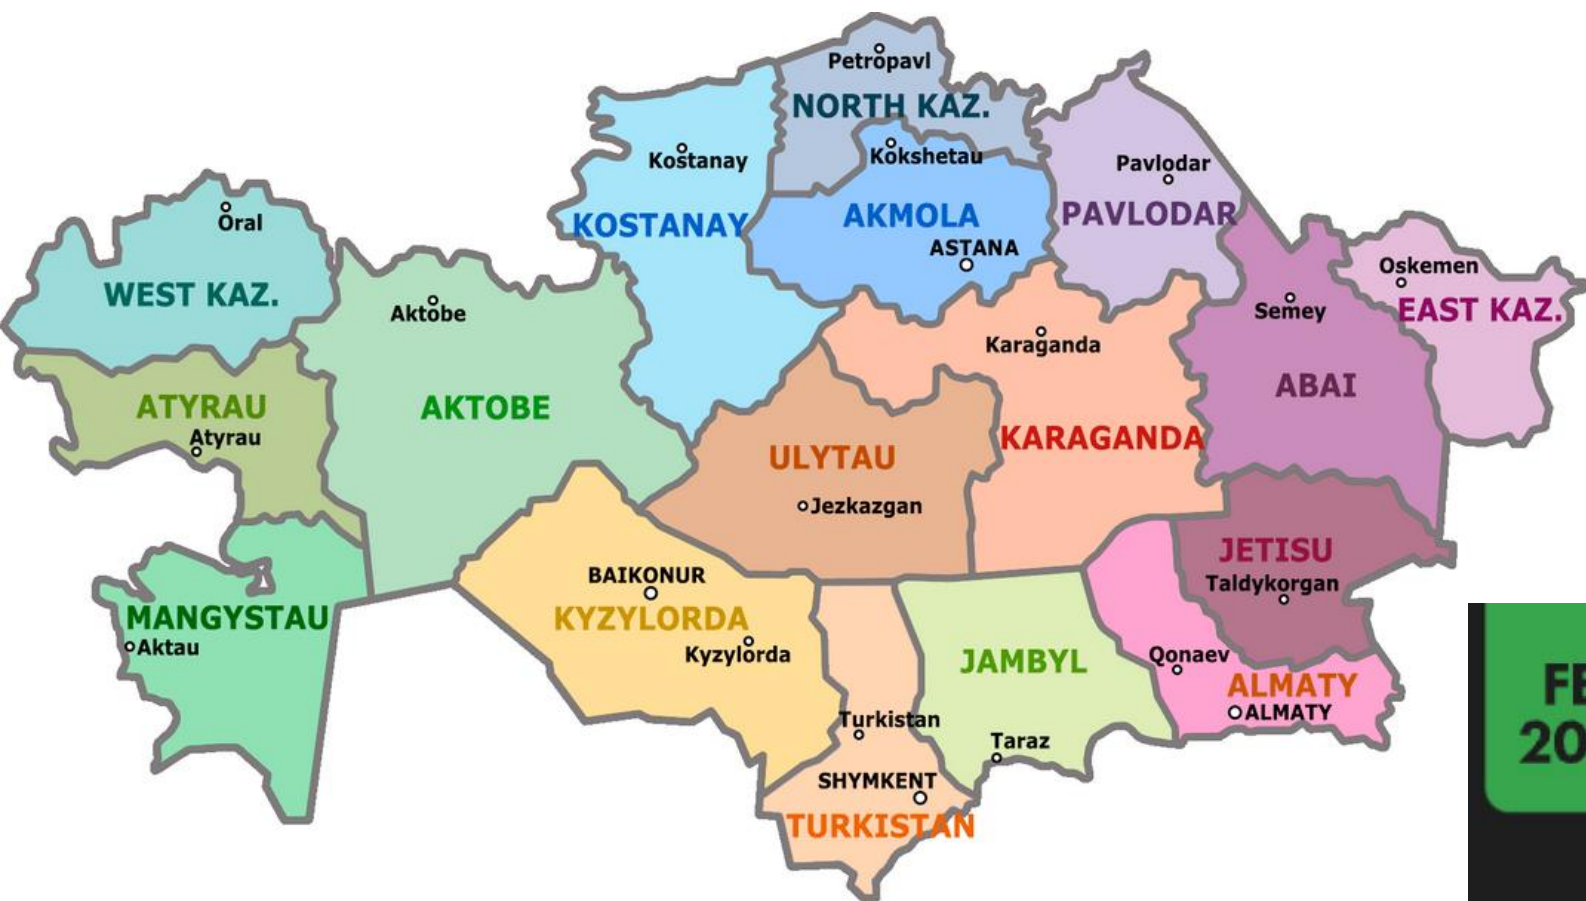 Petropavl
NORTH KAZ.
Kostanay
Kokshetau
Pavlodar
Oral
KOSTANAY
AKMOLA
PAVLODAR
ASTANA
Oskemen
WEST KAZ.
Aktobe
Semey
EAST KAZ.
Karaganda
ATYRAU
AKTOBE
ABAI
Atyrau
ULYTAU
KARAGANDA
Jezkazgan
JETISU
BAIKONUR
Taldykorgan
MANGYSTAU
KYZYLORDA
Aktau
Kyzylorda
JAMBYL
Qonaev
ALMATY
ALMATY
Turkistan
Taraz
SHYMKENT
TURKISTAN
FE
20